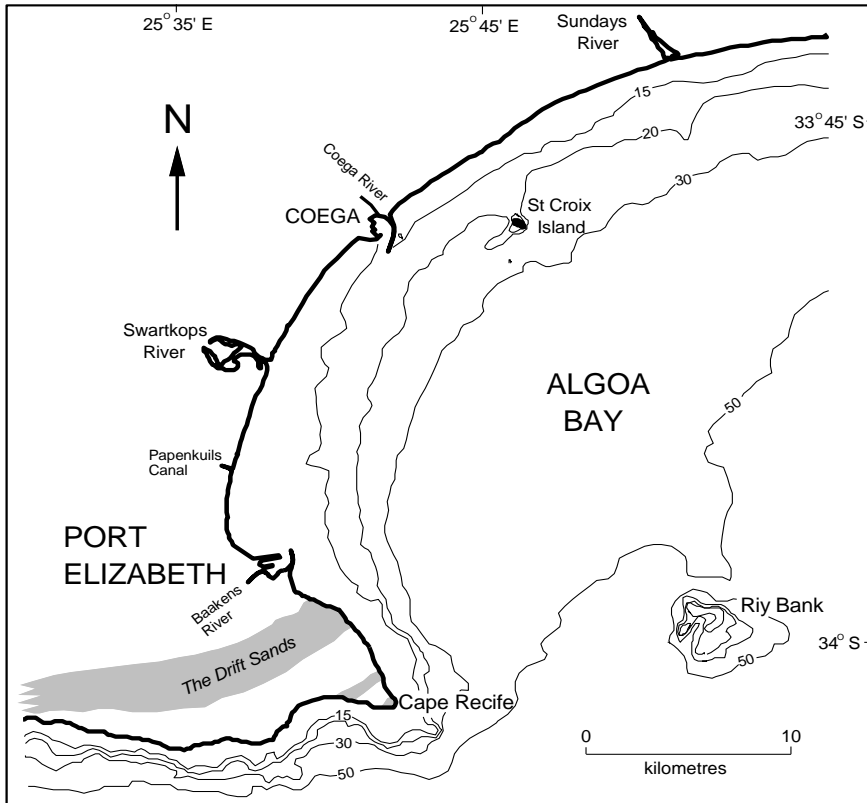 25° 35' E
25° 45' E
Sundays
River
15
33° 45' S
20
N
30
Coega River
COEGA
St Croix
Island
Swartkops
River
ALGOA
BAY
50
Papenkuils
Canal
PORT
ELIZABETH
Baakens
River
Riy Bank
The Drift Sands
50
34° S
Cape Recife
15
30
50
0
10
kilometres